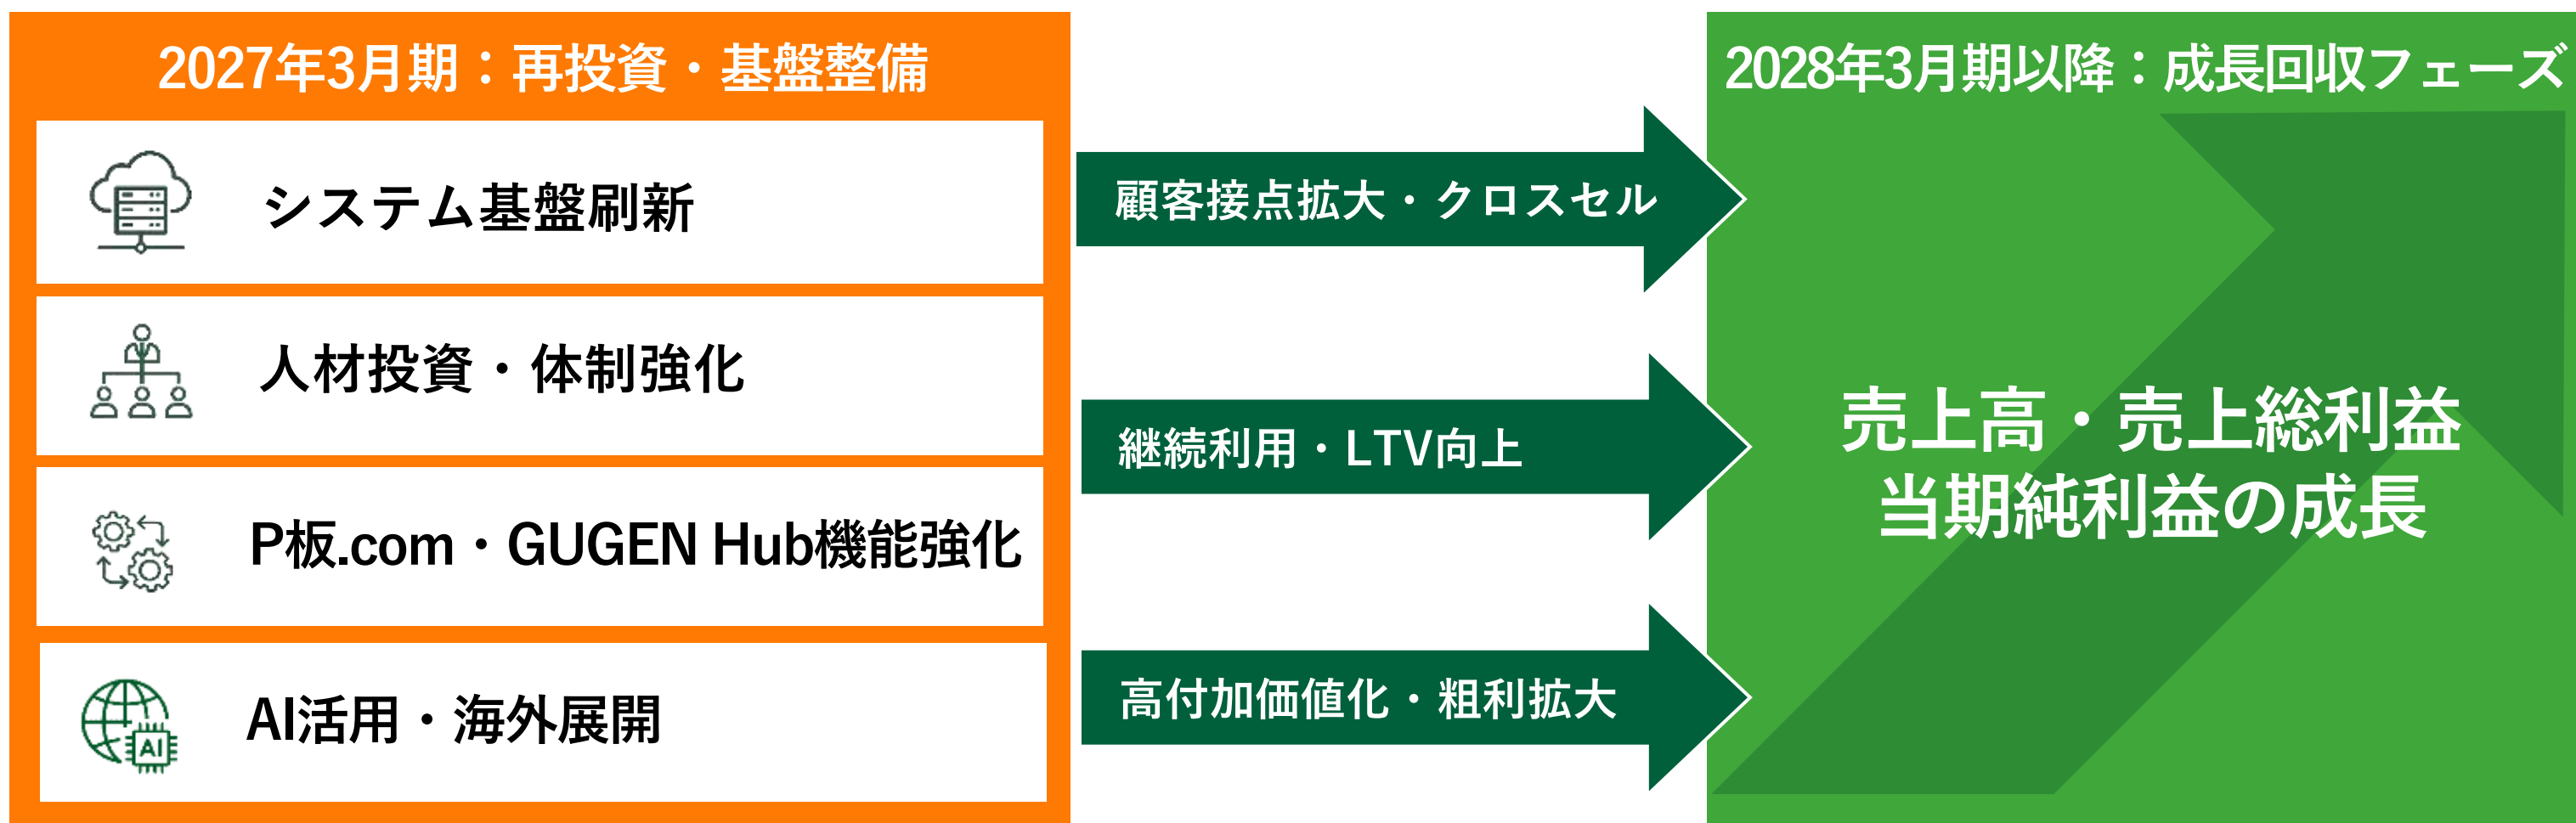 2027年3月期：再投資・基盤整備
システム基盤刷新
人材投資・体制強化
P板.com・GUGEN Hub機能強化
AI活用・海外展開
AI
顧客接点拡大・クロスセル
継続利用・LTV向上
高付加価値化・粗利拡大
2028年3月期以降：成長回収フェーズ
売上高・売上総利益
当期純利益の成長